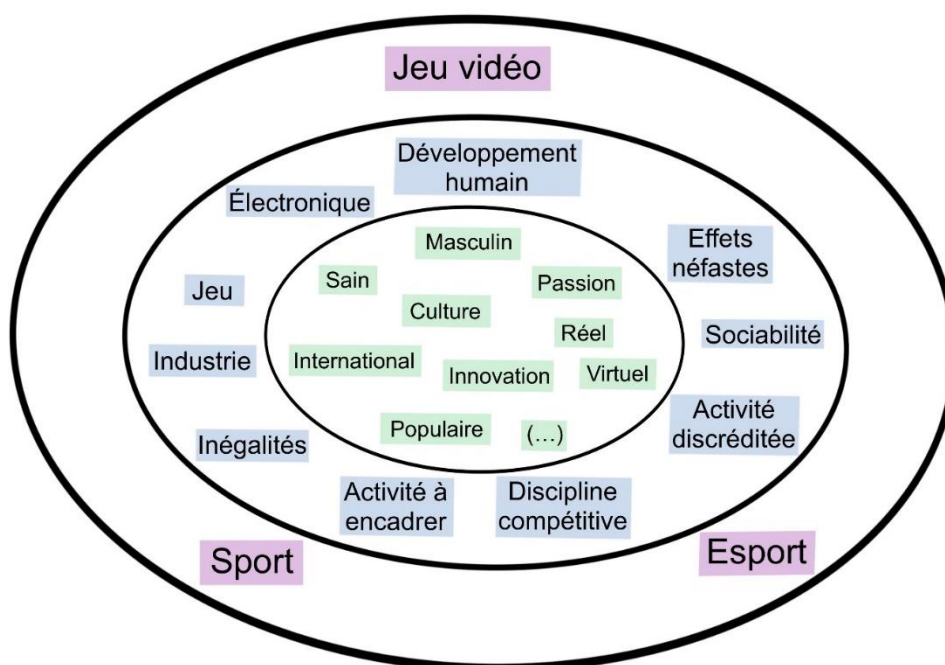 Jeu vidéo
Développement
humain
Électronique
Masculin
Effets
néfastes
Sain
Passion
Jeu
Culture
Réel
Sociabilité
Industrie
International
Innovation
Virtuel
Activité
discréditée
Populaire
(…)
Inégalités
Activité à
encadrer
Discipline
compétitive
Sport
Esport